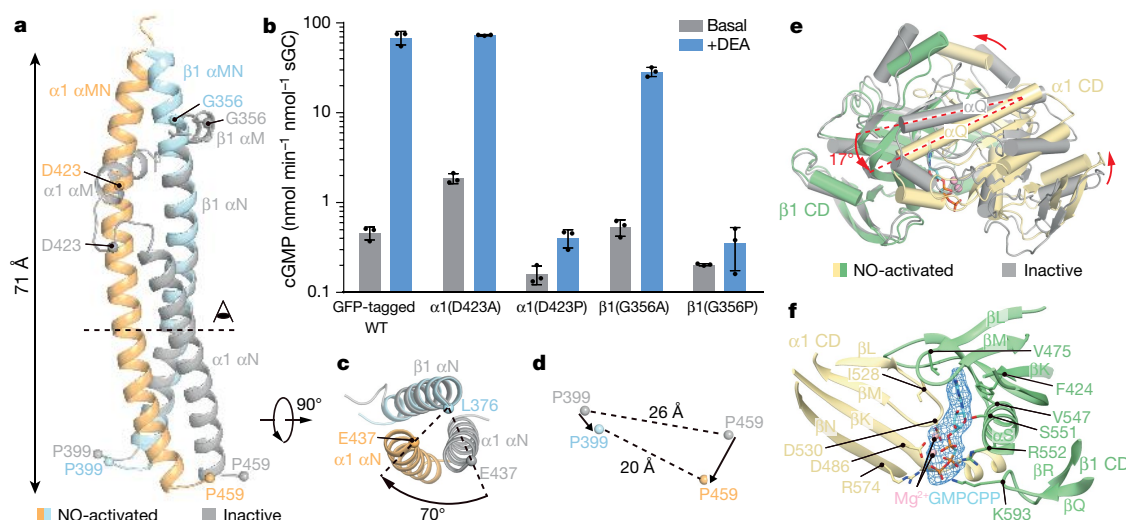 a
β1 αMN
α1 αMN
G356
G356
β1 αM
D423
α1 αM
β1 αN
D423
71 Å
α1 αN
P399
P399
P459
P459
90°
NO-activated
Inactive
b
cGMP (nmol min⁻¹ nmol⁻¹ sGC)
100
10
1
0.1
Basal
+DEA
GFP-tagged
WT
α1(D423A)
α1(D423P)
β1(G356A)
β1(G356P)
c
β1 αN
L376
E437
α1 αN
α1 αN
E437
70°
d
P399
P399
26 Å
P459
20 Å
P459
e
α1 CD
αQ
αQ
17°
β1 CD
NO-activated
Inactive
f
α1 CD
βL
βL
βM
V475
I528
βK
βM
F424
βK
V547
βN
S551
D530
αS
D486
R552
βR
R574
β1 CD
Mg²⁺
GMPCPP
K593
βQ